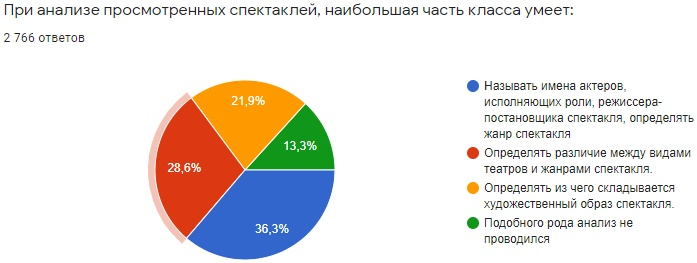 При анализе просмотренных спектаклей, наибольшая часть класса умеет:
2 766 ответов
21,9%
13,3%
28,6%
36,3%
Называть имена актеров,
исполняющих роли, режиссера-
постановщика спектакля, определять
жанр спектакля
Определять различие между видами
театров и жанрами спектакля.
Определять из чего складывается
художественный образ спектакля.
Подобного рода анализ не
проводился